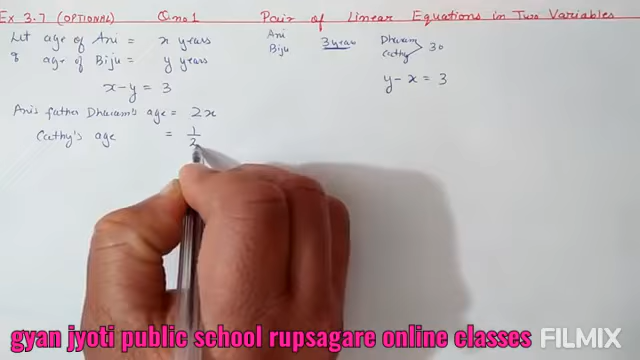 Ex 3.7 (OPTIONAL) Q.no 1 Pair of Linear Equations in Two Variables
Let age of Ani = x years
& age of Biju = y years
x-y = 3
Ani's father Dharam's age = 2x
Cathy's age = 1/2
Ani
Biju
3 year
Dharam
Cathy
30
y-x = 3
gyan jyoti public school rupsagare online classes
FILMIX